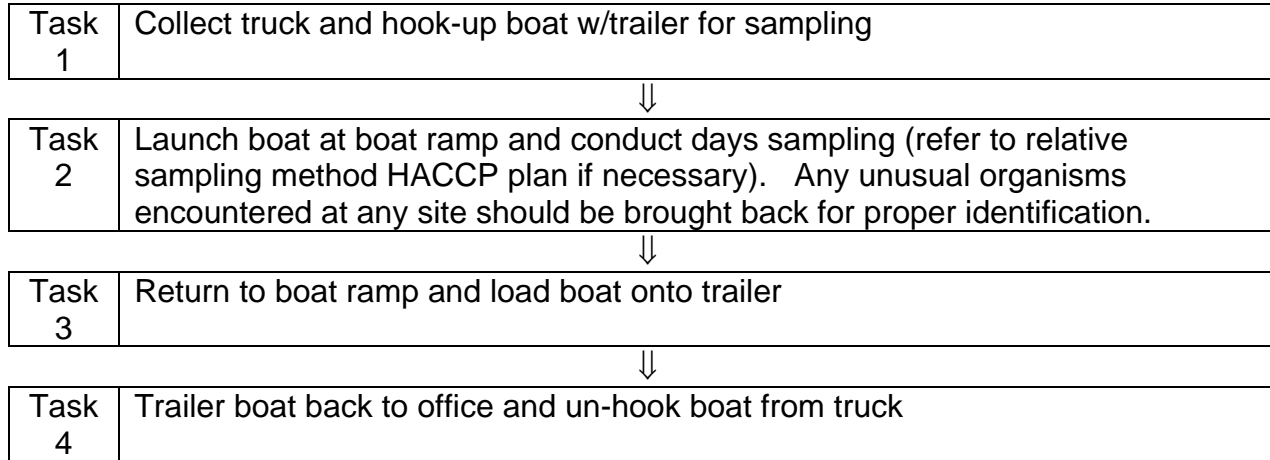 Task 1 Collect truck and hook-up boat w/trailer for sampling
⇓
Task 2 Launch boat at boat ramp and conduct days sampling (refer to relative
sampling method HACCP plan if necessary). Any unusual organisms
encountered at any site should be brought back for proper identification.
⇓
Task 3 Return to boat ramp and load boat onto trailer
⇓
Task 4 Trailer boat back to office and un-hook boat from truck